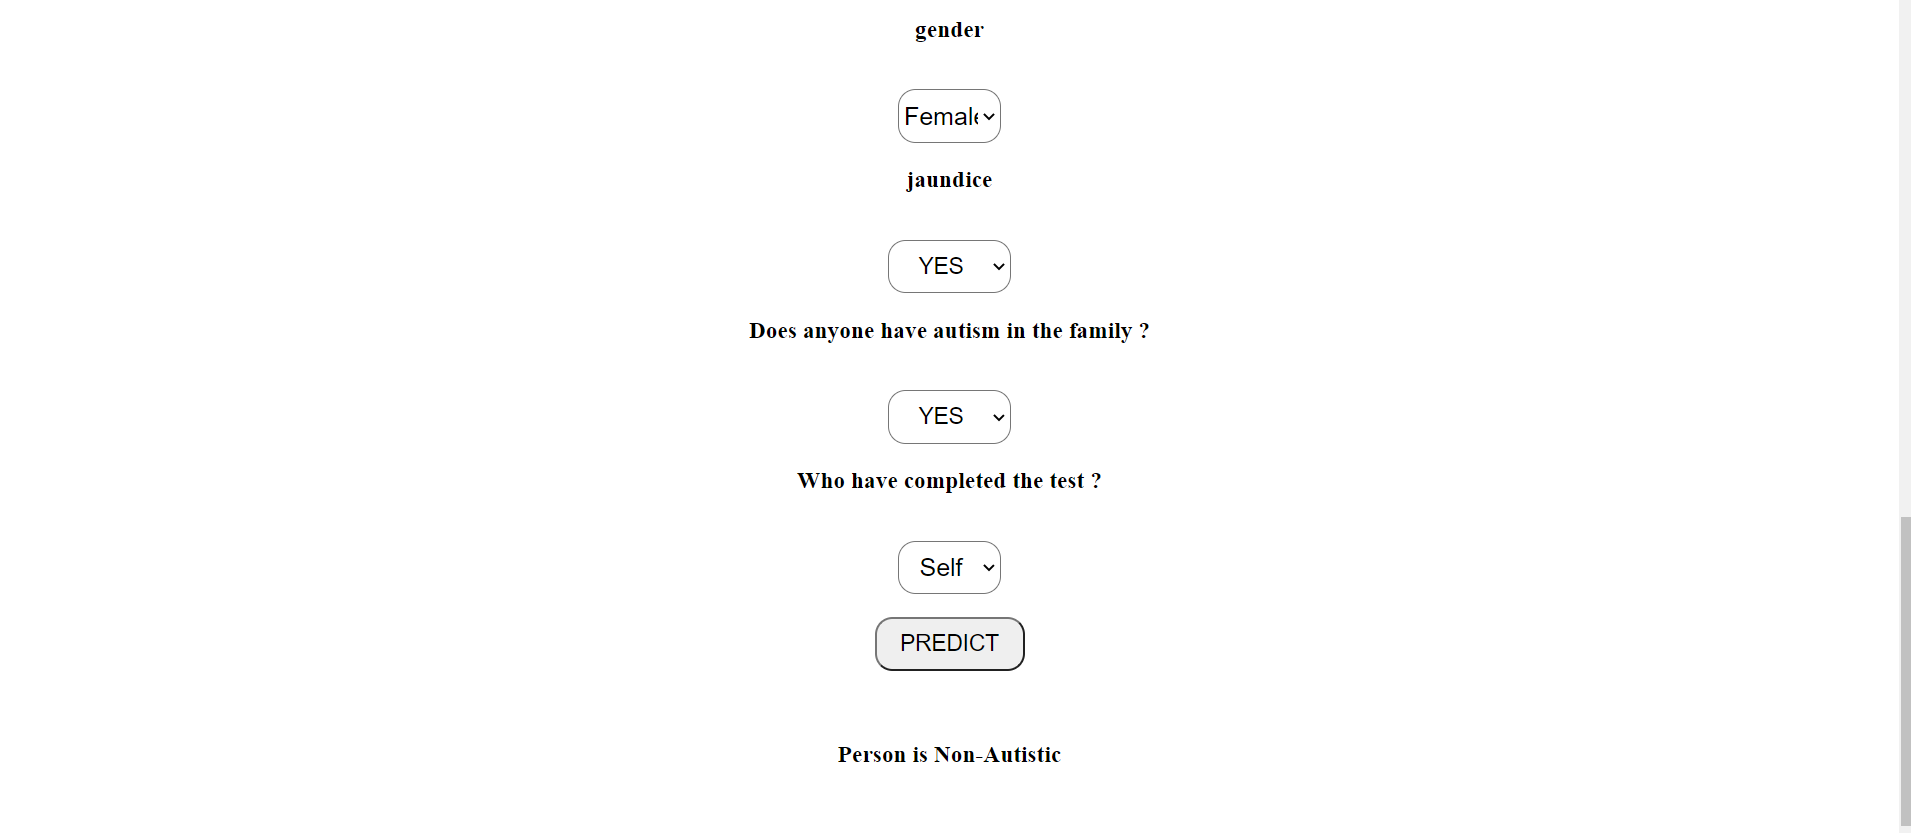 gender
Female
jaundice
YES
Does anyone have autism in the family ?
YES
Who have completed the test ?
Self
PREDICT
Person is Non-Autistic